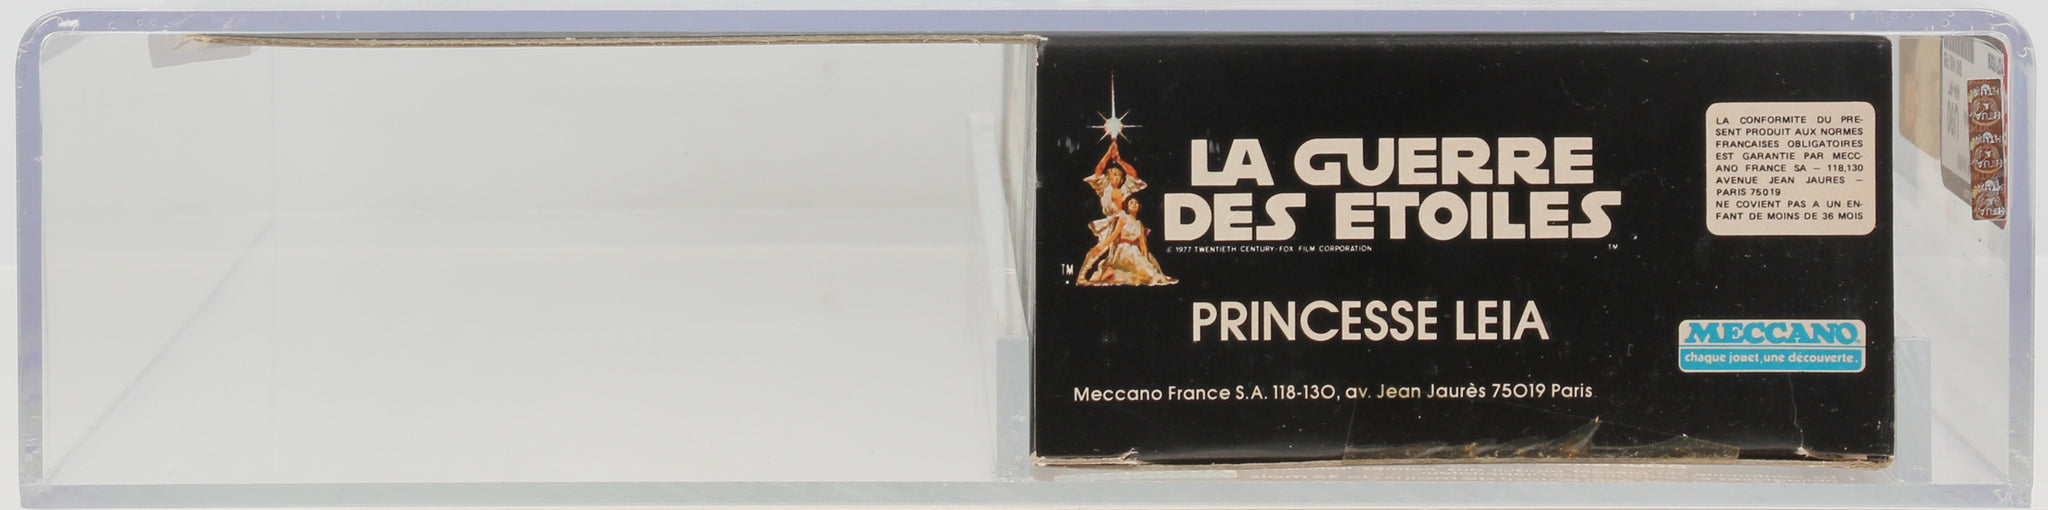 LA GUERRE
DES ETOILES
© 1977 TWENTIETH CENTURY-FOX FILM CORPORATION
TM
TM
PRINCESSE LEIA
Meccano France S.A. 118-130, av. Jean Jaurès 75019 Paris
LA CONFORMITE DU PRE-
SENT PRODUIT AUX NORMES
FRANCAISES OBLIGATOIRES
EST GARANTIE PAR MECC-
ANO FRANCE SA – 118,130
AVENUE JEAN JAURES –
PARIS 75019
NE COVIENT PAS A UN EN-
FANT DE MOINS DE 36 MOIS
MECCANO
chaque jouet, une découverte.